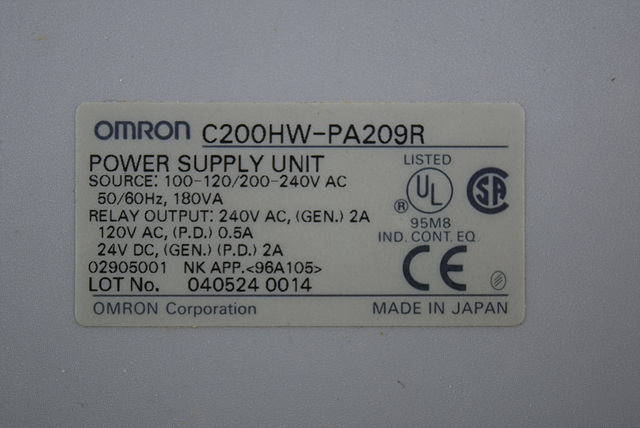 OMRON C200HW-PA209R
POWER SUPPLY UNIT
SOURCE: 100-120/200-240V AC
50/60Hz, 180VA
RELAY OUTPUT: 240V AC, (GEN.) 2A
120V AC, (P.D.) 0.5A
24V DC, (GEN.) (P.D.) 2A
02905001 NK APP.<96A105>
LOT No. 040524 0014
LISTED
UL ®
SA
95M8
IND. CONT. EQ.
CE
OMRON Corporation MADE IN JAPAN